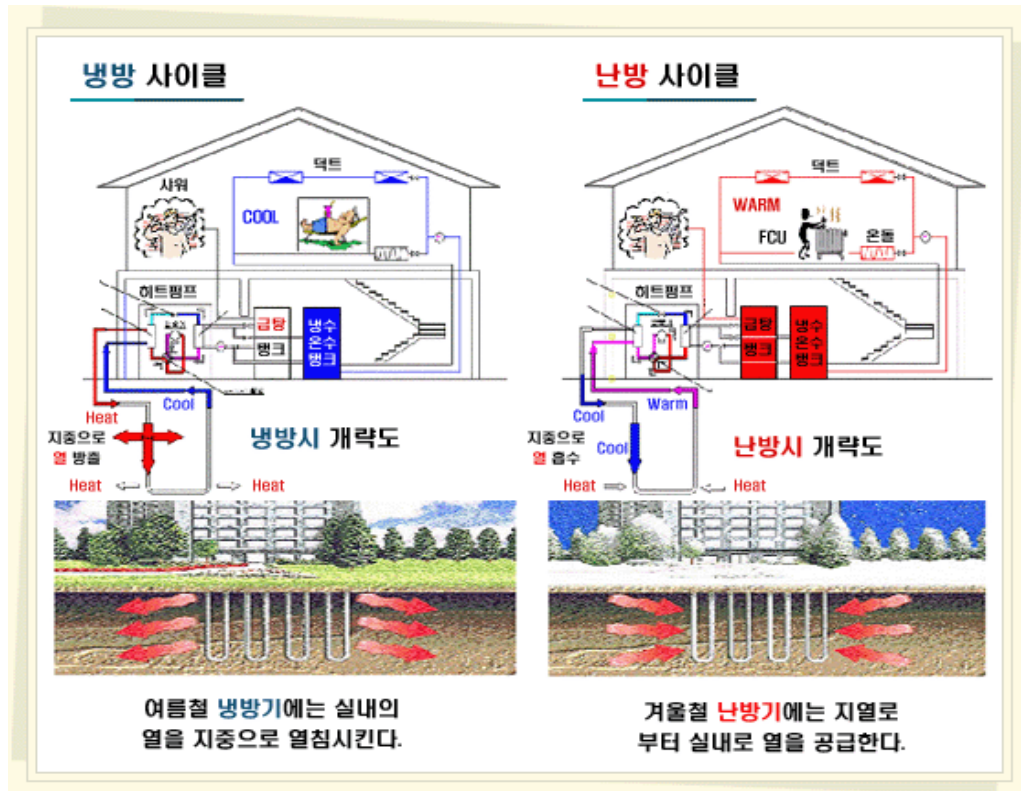 냉방 사이클
덕트
샤워
COOL
히트펌프
급탕
탱크
냉수
온수
탱크
Heat
Cool
지중으로
열 방출
냉방시 개략도
Heat
Heat
여름철 냉방기에는 실내의
열을 지중으로 열침시킨다.
난방 사이클
덕트
WARM
FCU
온돌
히트펌프
급탕
탱크
냉수
온수
탱크
Cool
Warm
지중으로
열 흡수
Cool
난방시 개략도
Heat
Heat
겨울철 난방기에는 지열로
부터 실내로 열을 공급한다.